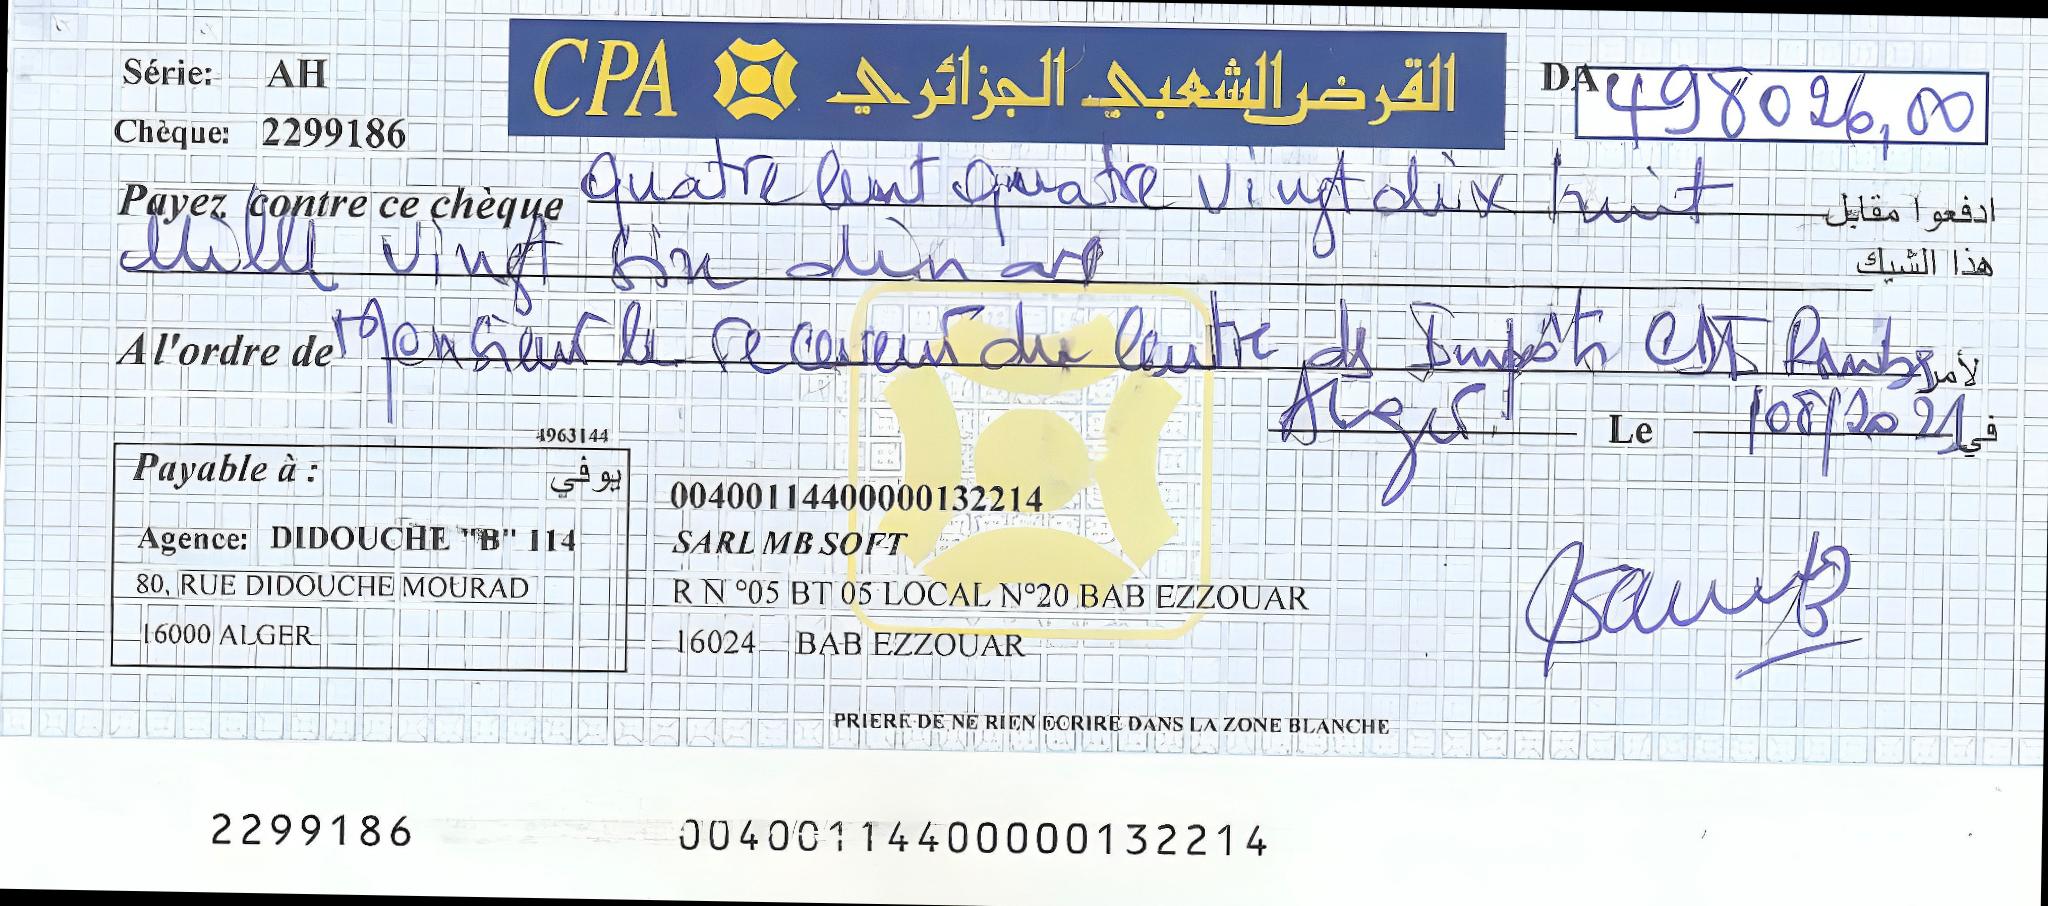 CPA القرض الشعبي الجزائري
Série: AH
DA 498026,00
Chèque: 2299186
Payez contre ce chèque quatre cent quatre vingt dix huit ادفعوا مقابل
Mille vingt six dinars هذا الشيك
A l'ordre de Monsieur le receveur du centre des Impôts CDI لأمر
Alger Le /08/2021 في
4963144
Payable à : يوفي
Agence: DIDOUCHE "B" 114
80, RUE DIDOUCHE MOURAD
16000 ALGER
00400114400000132214
SARL MB SOFT
R N °05 BT 05 LOCAL N°20 BAB EZZOUAR
16024 BAB EZZOUAR
PRIERE DE NE RIEN ECRIRE DANS LA ZONE BLANCHE
2299186 00400114400000132214